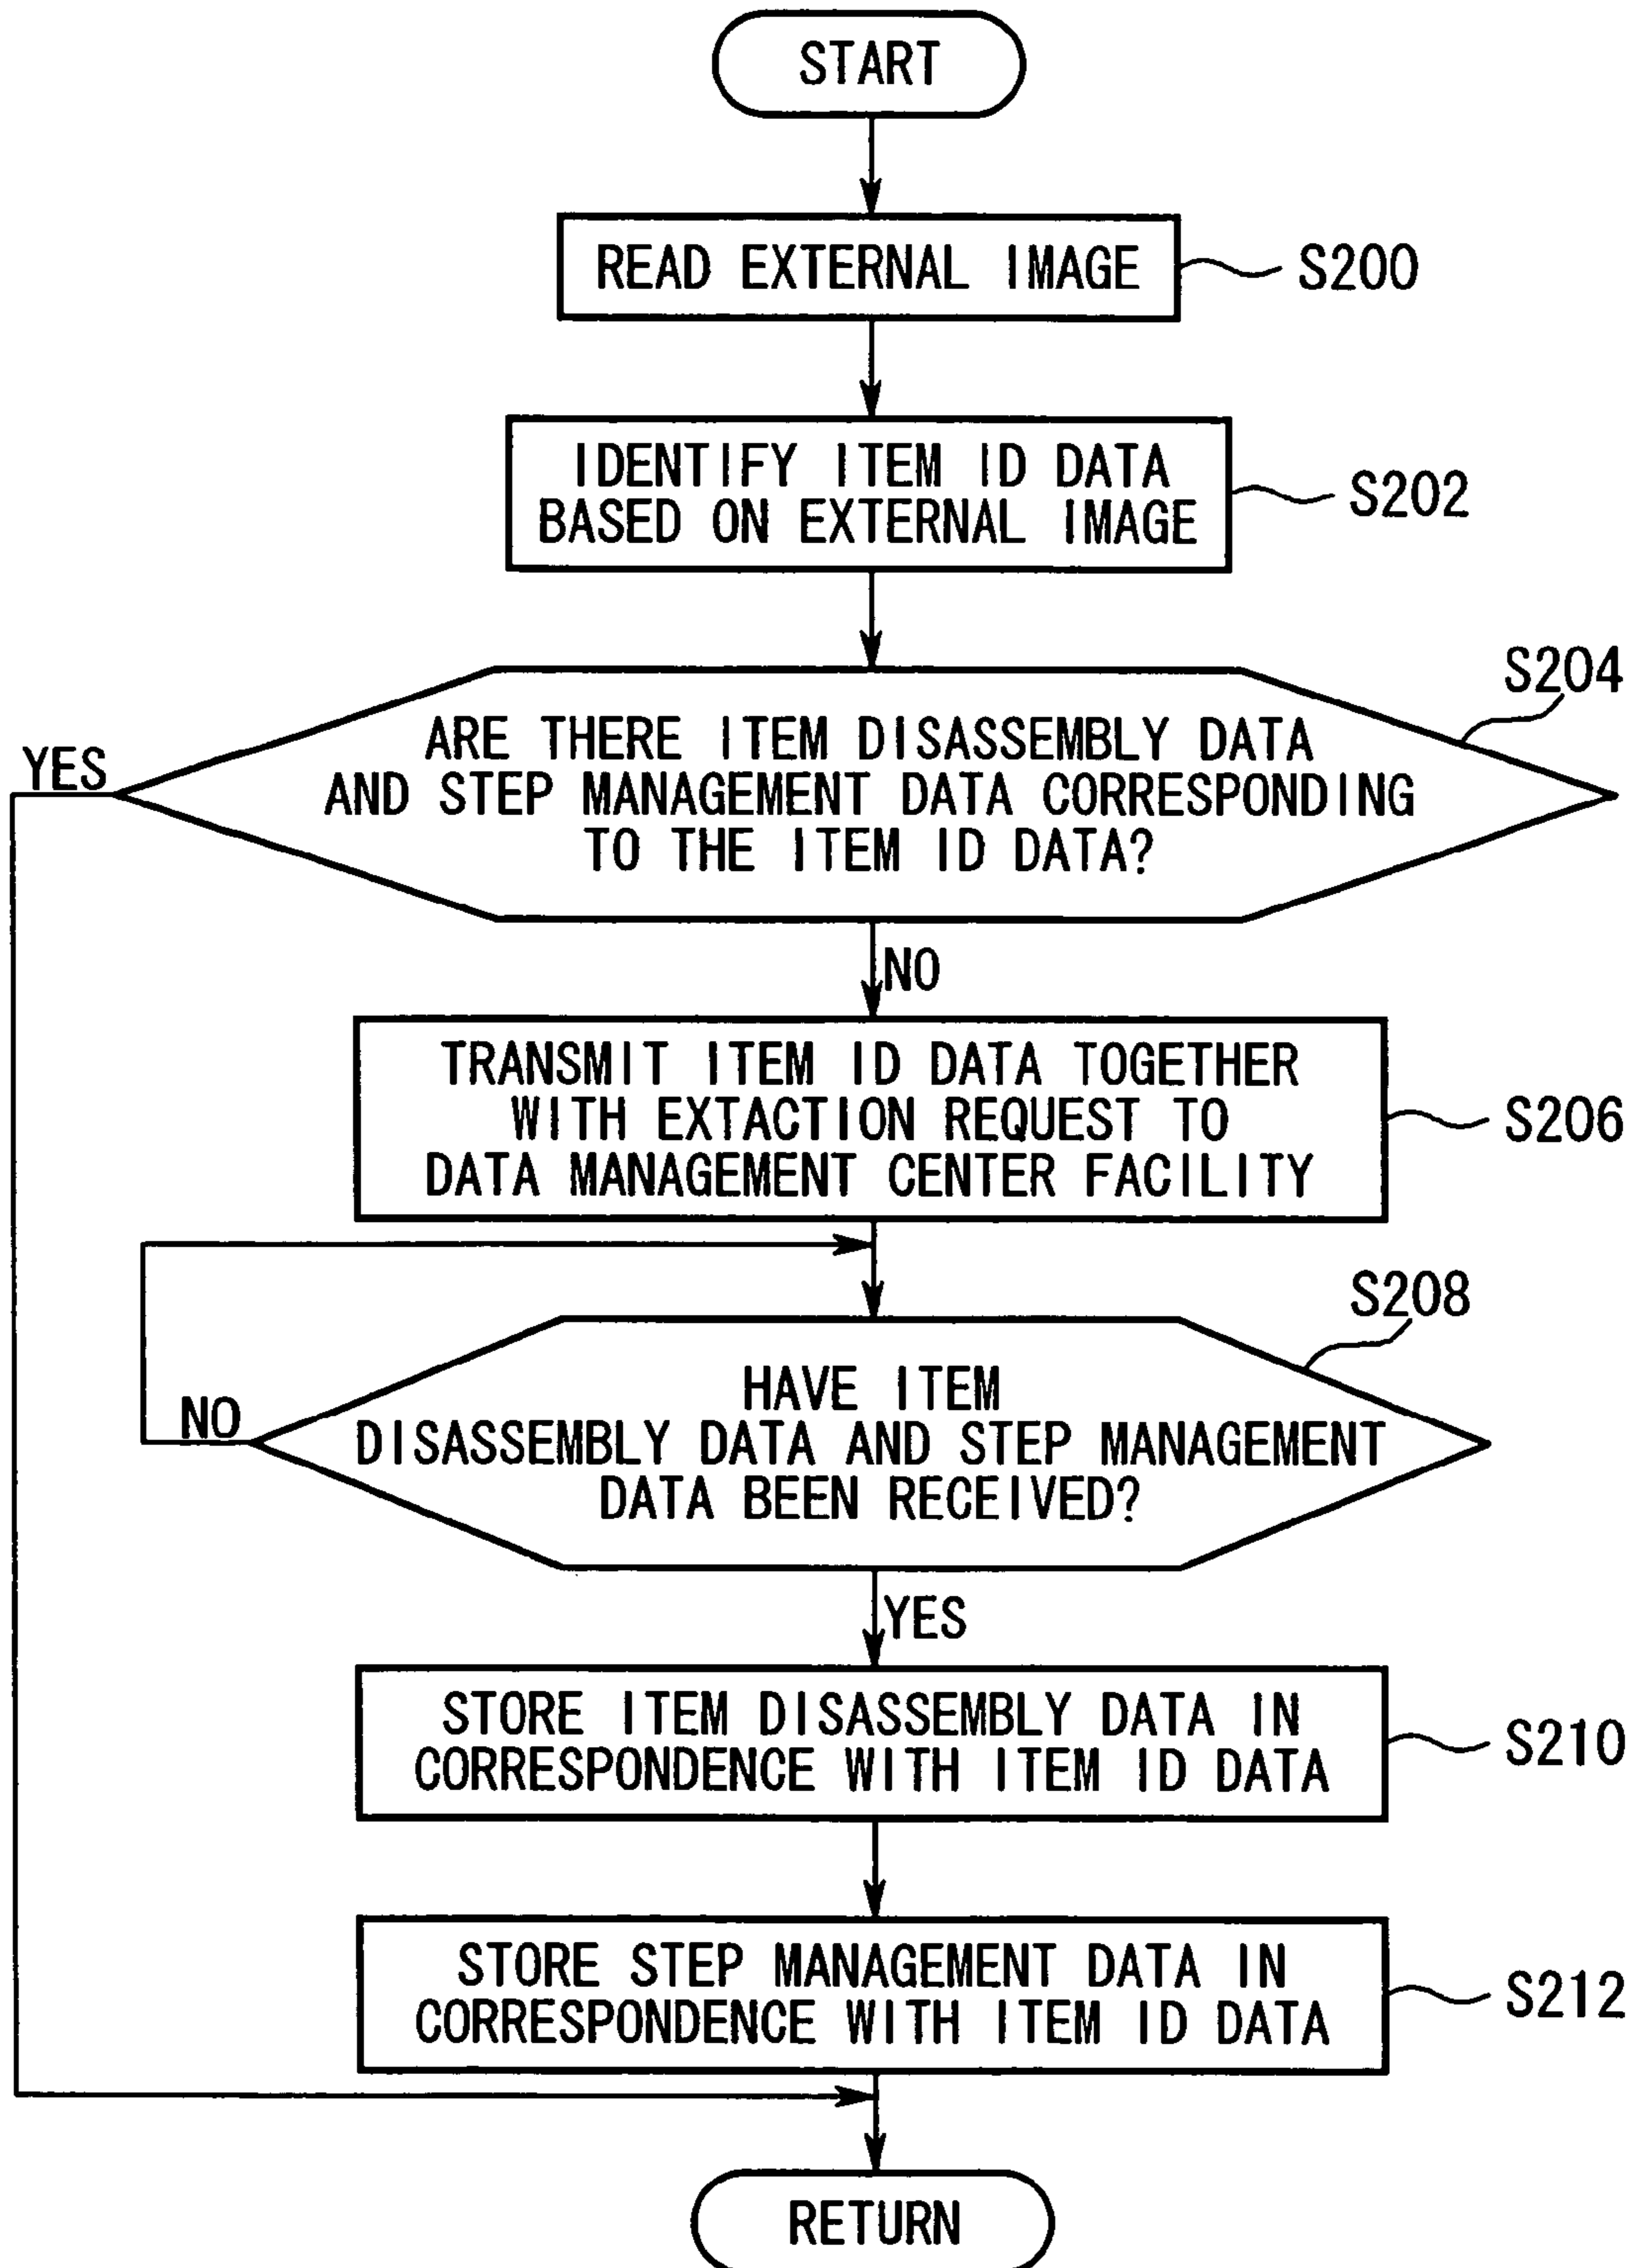 START
READ EXTERNAL IMAGE
S200
IDENTIFY ITEM ID DATA
BASED ON EXTERNAL IMAGE
S202
S204
ARE THERE ITEM DISASSEMBLY DATA
AND STEP MANAGEMENT DATA CORRESPONDING
TO THE ITEM ID DATA?
YES
NO
TRANSMIT ITEM ID DATA TOGETHER
WITH EXTACTION REQUEST TO
DATA MANAGEMENT CENTER FACILITY
S206
S208
HAVE ITEM
DISASSEMBLY DATA AND STEP MANAGEMENT
DATA BEEN RECEIVED?
NO
YES
STORE ITEM DISASSEMBLY DATA IN
CORRESPONDENCE WITH ITEM ID DATA
S210
STORE STEP MANAGEMENT DATA IN
CORRESPONDENCE WITH ITEM ID DATA
S212
RETURN